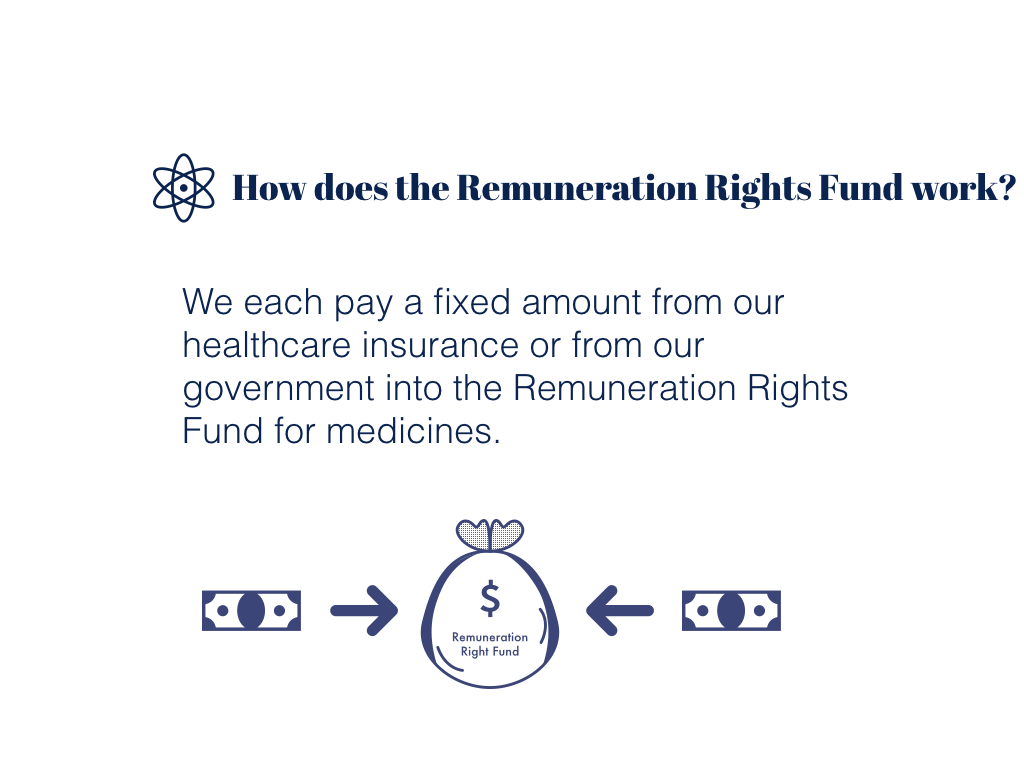 How does the Remuneration Rights Fund work?
We each pay a fixed amount from our
healthcare insurance or from our
government into the Remuneration Rights
Fund for medicines.
$
Remuneration
Right Fund